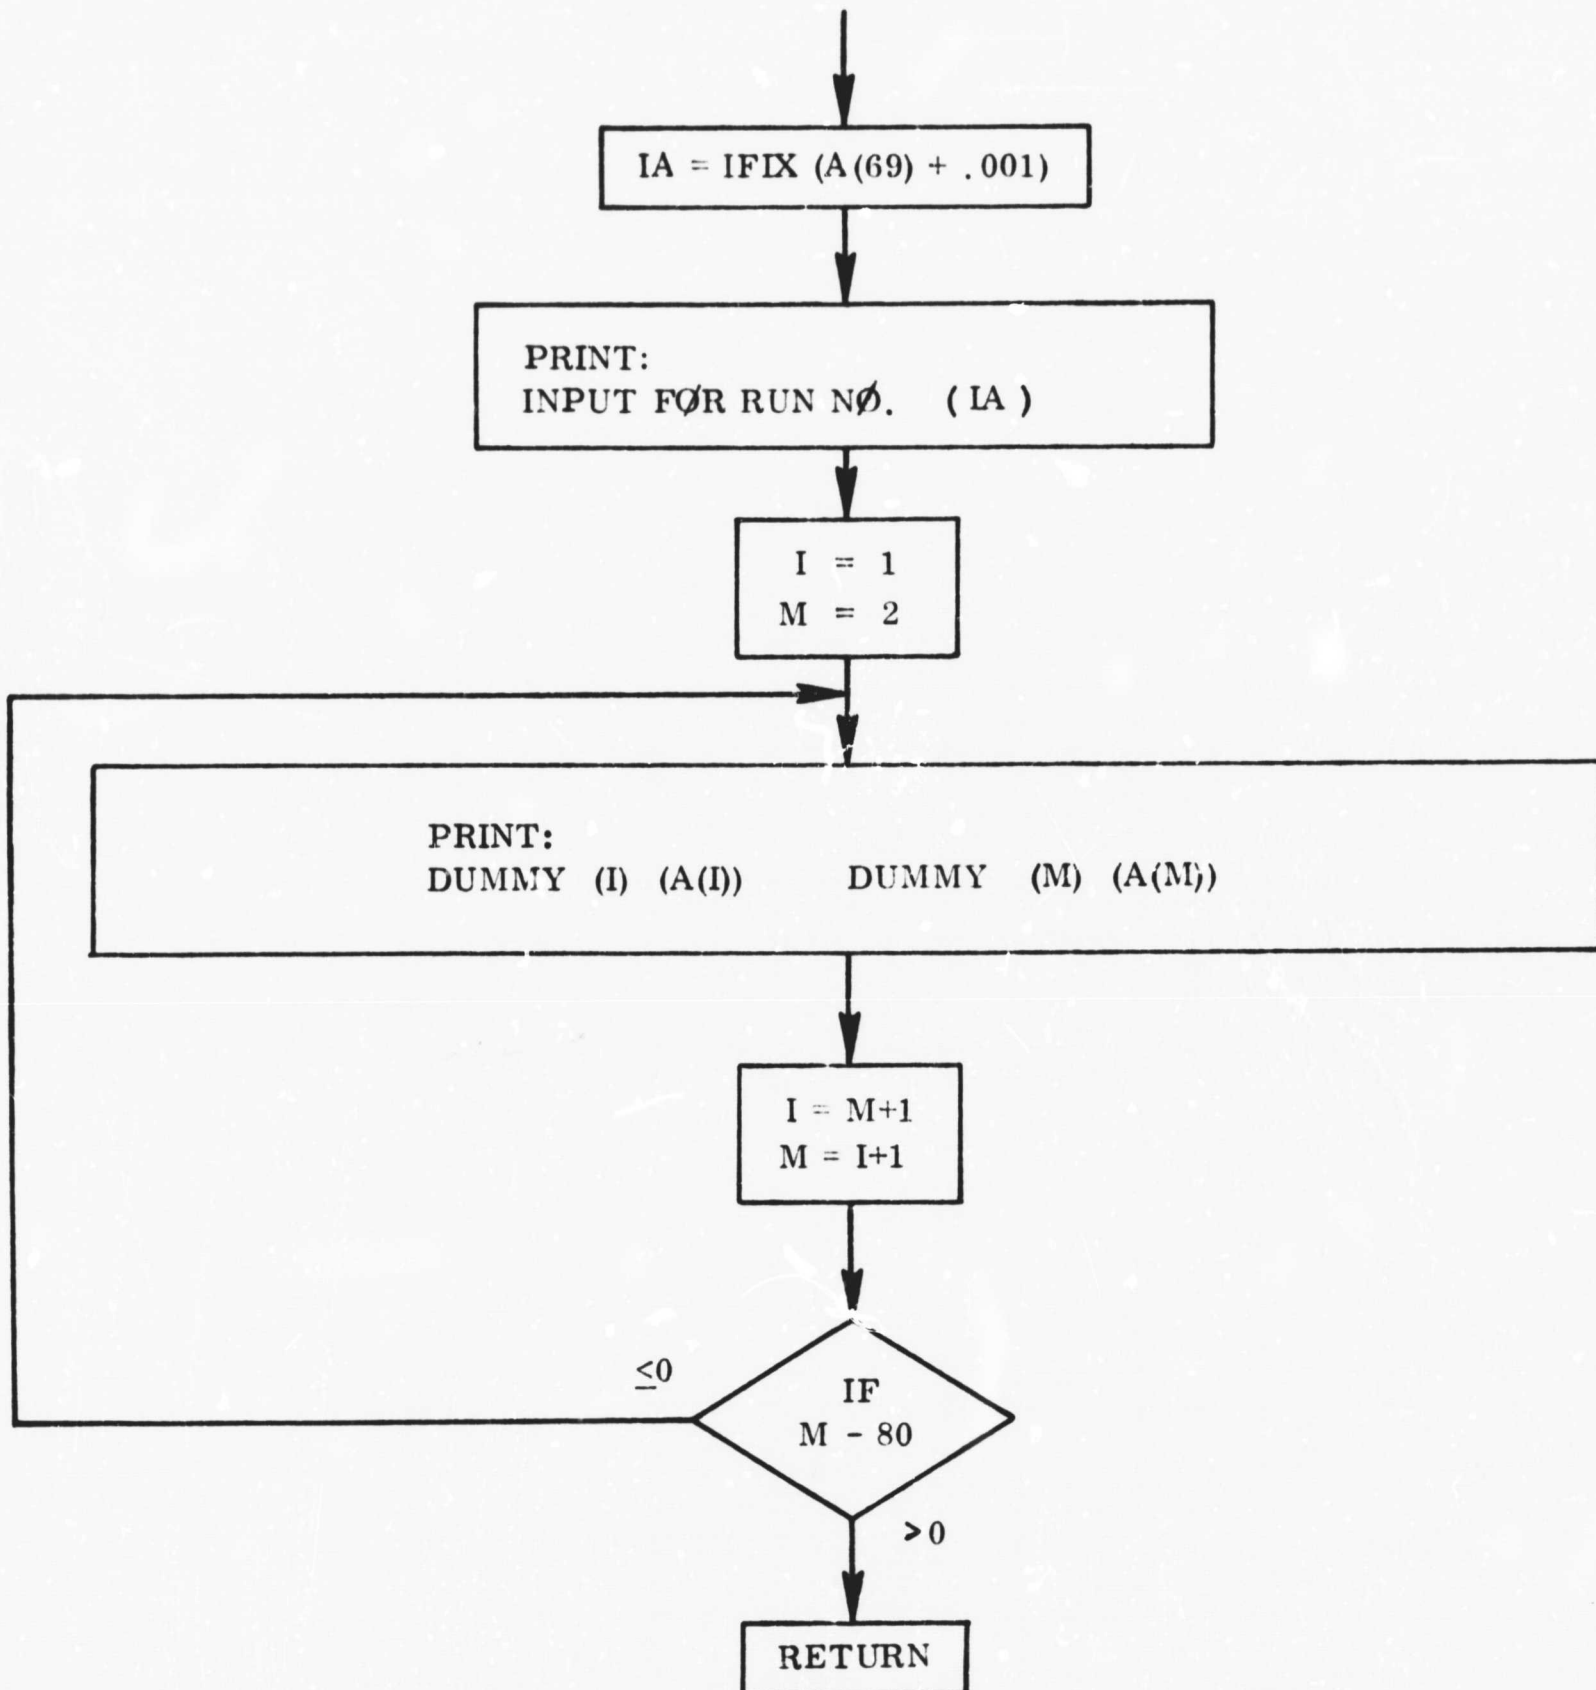 IA = IFIX (A(69) + .001)
PRINT:
INPUT FØR RUN NØ. (IA)
I = 1
M = 2
PRINT:
DUMMY (I) (A(I)) DUMMY (M) (A(M))
I = M+1
M = I+1
≤0
IF
M - 80
>0
RETURN